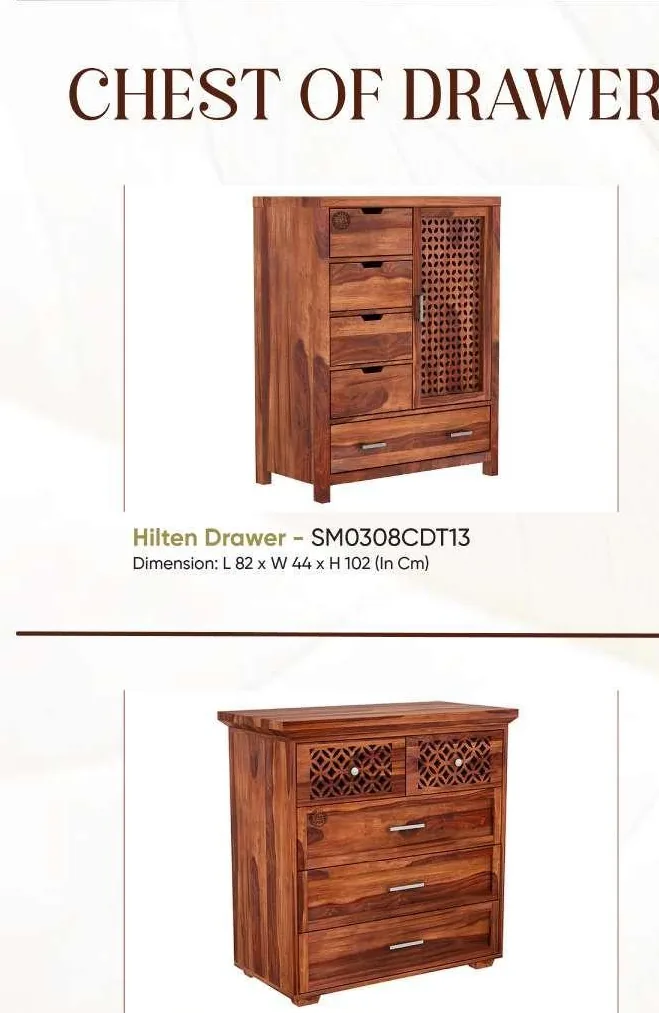 CHEST OF DRAWER
Hilten Drawer - SM0308CDT13
Dimension: L 82 x W 44 x H 102 (In Cm)